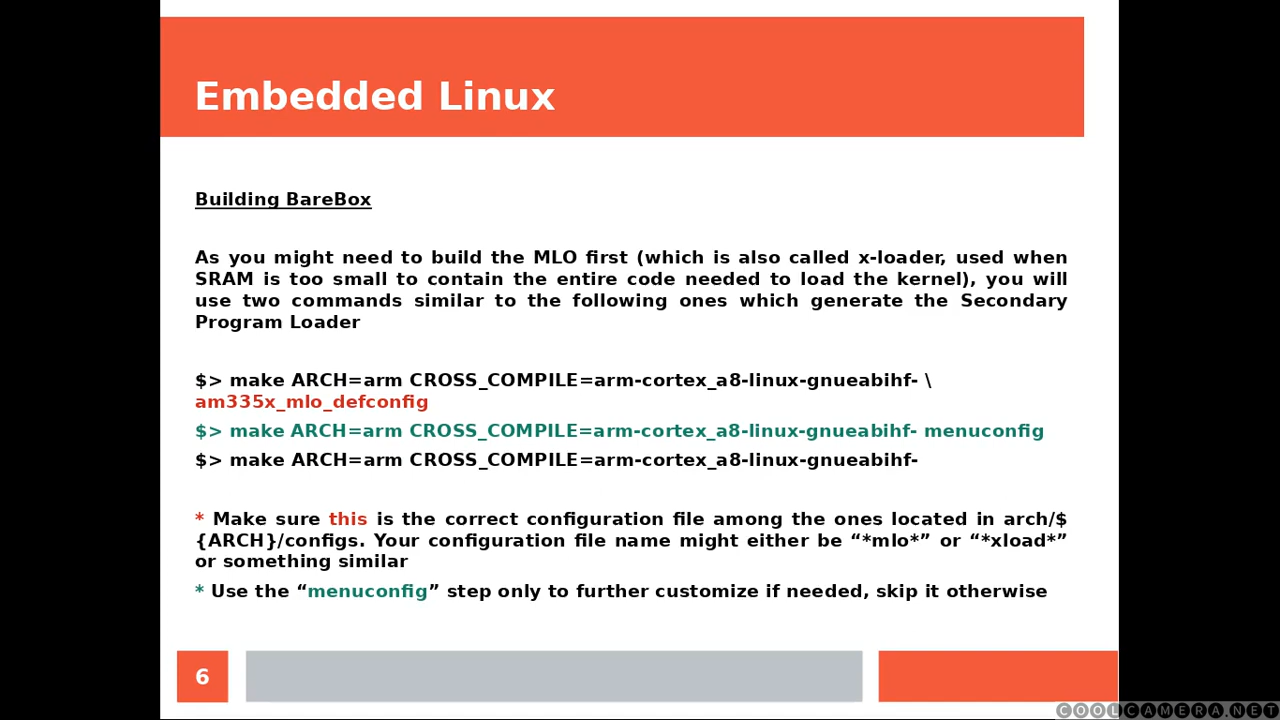 Embedded Linux
Building BareBox
As you might need to build the MLO first (which is also called x-loader, used when
SRAM is too small to contain the entire code needed to load the kernel), you will
use two commands similar to the following ones which generate the Secondary
Program Loader
$> make ARCH=arm CROSS_COMPILE=arm-cortex_a8-linux-gnueabihf- \
am335x_mlo_defconfig
$> make ARCH=arm CROSS_COMPILE=arm-cortex_a8-linux-gnueabihf- menuconfig
$> make ARCH=arm CROSS_COMPILE=arm-cortex_a8-linux-gnueabihf-
* Make sure this is the correct configuration file among the ones located in arch/$
{ARCH}/configs. Your configuration file name might either be “*mlo*” or “*xload*”
or something similar
* Use the “menuconfig” step only to further customize if needed, skip it otherwise
6
COOLCAMERA.NET